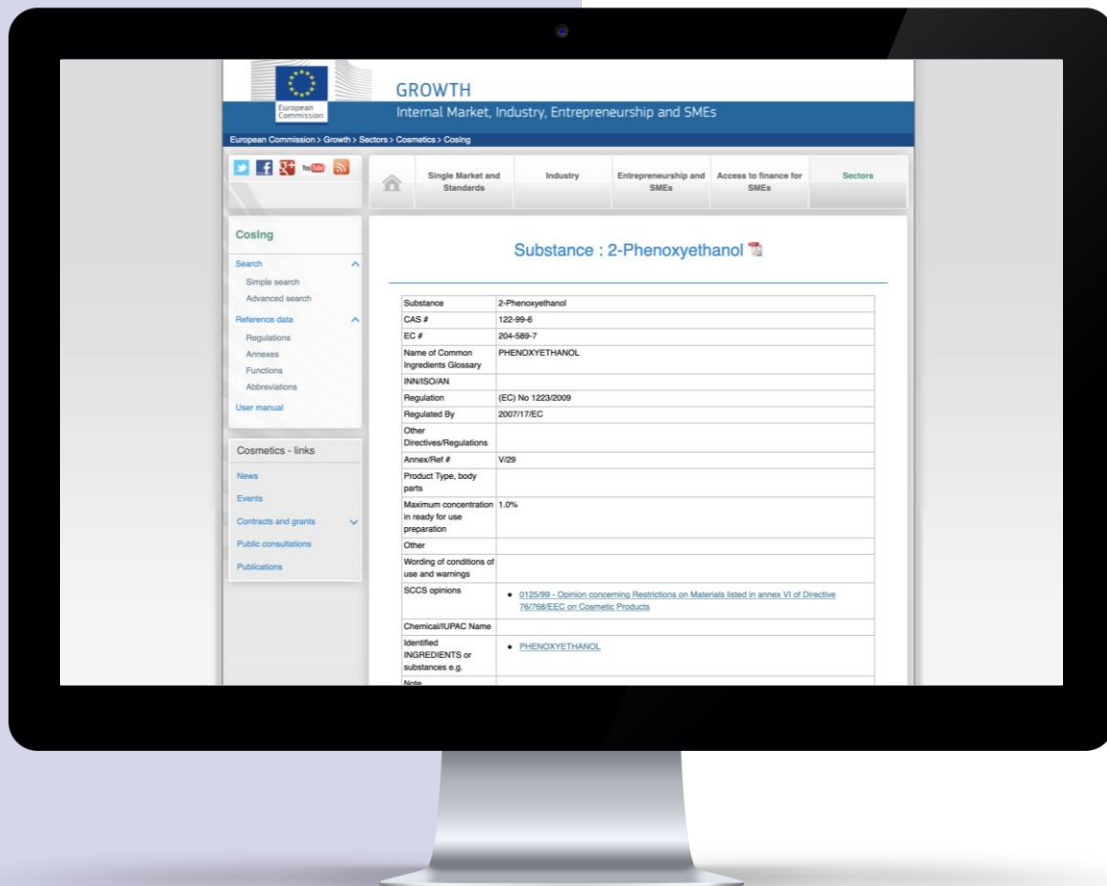 European
Commission
GROWTH
Internal Market, Industry, Entrepreneurship and SMEs
European Commission > Growth > Sectors > Cosmetics > CosIng
You Tube
Single Market and
Standards
Industry
Entrepreneurship and
SMEs
Access to finance for
SMEs
Sectors
CosIng
Search
Simple search
Advanced search
Reference data
Regulations
Annexes
Functions
Abbreviations
User manual
Cosmetics - links
News
Events
Contracts and grants
Public consultations
Publications
Substance : 2-Phenoxyethanol
Substance 2-Phenoxyethanol
CAS # 122-99-6
EC # 204-589-7
Name of Common PHENOXYETHANOL
Ingredients Glossary
INN/ISO/AN
Regulation (EC) No 1223/2009
Regulated By 2007/17/EC
Other
Directives/Regulations
Annex/Ref # V/29
Product Type, body
parts
Maximum concentration 1.0%
in ready for use
preparation
Other
Wording of conditions of
use and warnings
SCCS opinions
• 0125/99 - Opinion concerning Restrictions on Materials listed in annex VI of Directive
76/768/EEC on Cosmetic Products
Chemical/IUPAC Name
Identified
INGREDIENTS or
substances e.g.
• PHENOXYETHANOL
Note